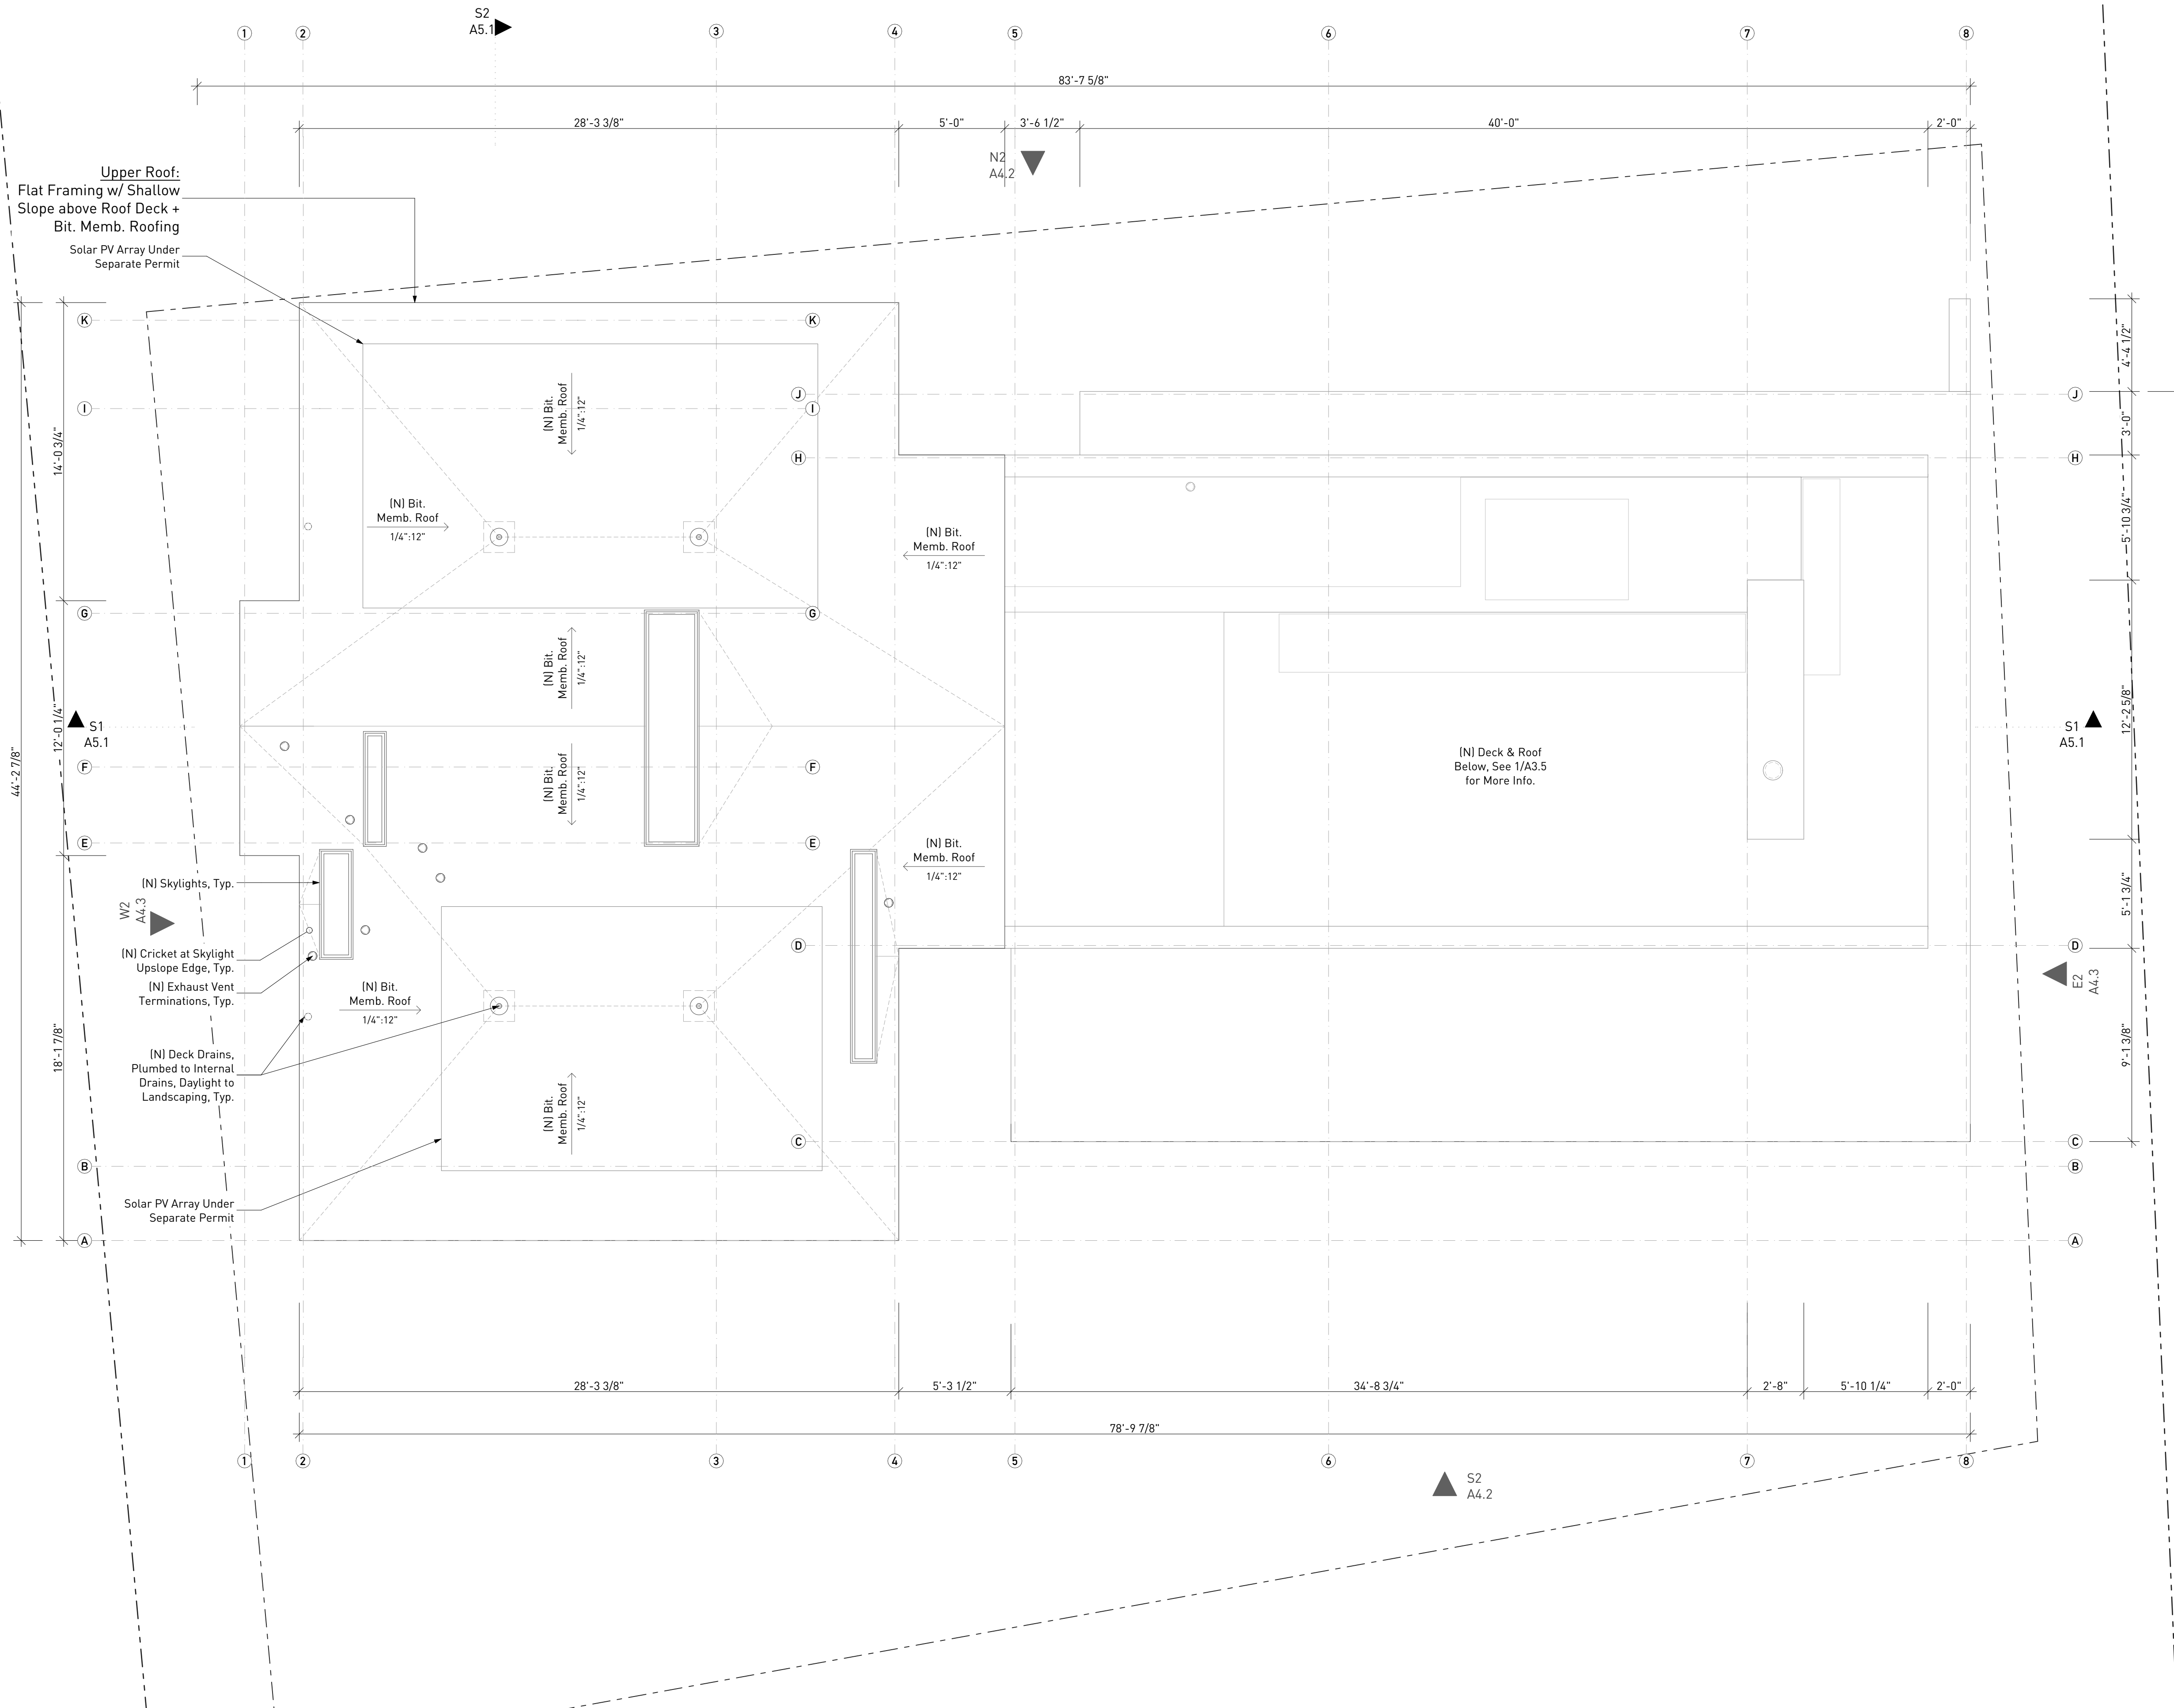 S2
A5.1
1
2
3
4
5
6
7
8
83'-7 5/8"
28'-3 3/8"
5'-0"
3'-6 1/2"
40'-0"
2'-0"
N2
A4.2
Upper Roof:
Flat Framing w/ Shallow
Slope above Roof Deck +
Bit. Memb. Roofing
Solar PV Array Under
Separate Permit
K
K
I
J
I
J
H
H
G
G
F
F
E
E
D
D
C
C
B
B
A
A
44'-2 7/8"
14'-0 3/4"
12'-0 1/4"
18'-1 7/8"
4'-4 1/2"
3'-0"
5'-10 3/4"
12'-2 5/8"
5'-1 3/4"
9'-1 3/8"
(N) Bit.
Memb. Roof
1/4":12"
(N) Bit.
Memb. Roof
1/4":12"
(N) Bit.
Memb. Roof
1/4":12"
(N) Bit.
Memb. Roof
1/4":12"
(N) Bit.
Memb. Roof
1/4":12"
(N) Bit.
Memb. Roof
1/4":12"
(N) Bit.
Memb. Roof
1/4":12"
(N) Bit.
Memb. Roof
1/4":12"
S1
A5.1
S1
A5.1
(N) Deck & Roof
Below, See 1/A3.5
for More Info.
(N) Skylights, Typ.
W2
A4.3
(N) Cricket at Skylight
Upslope Edge, Typ.
(N) Exhaust Vent
Terminations, Typ.
(N) Deck Drains,
Plumbed to Internal
Drains, Daylight to
Landscaping, Typ.
Solar PV Array Under
Separate Permit
E2
A4.3
28'-3 3/8"
5'-3 1/2"
34'-8 3/4"
2'-8"
5'-10 1/4"
2'-0"
78'-9 7/8"
1
2
3
4
5
6
7
8
S2
A4.2